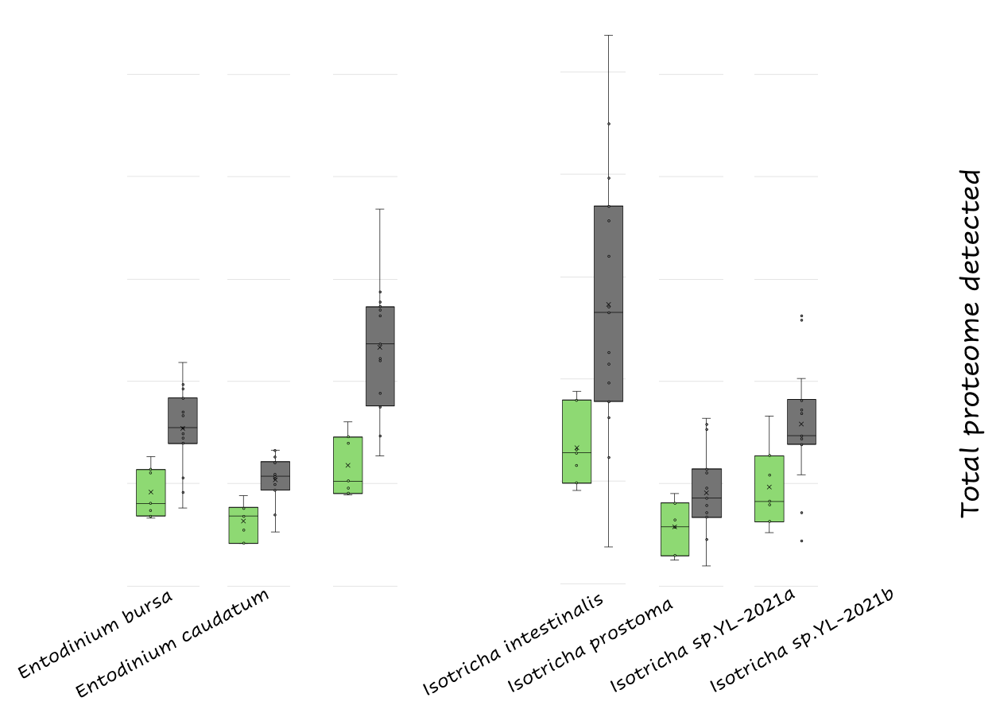 Entodinium bursa
Entodinium caudatum
Isotricha intestinalis
Isotricha prostoma
Isotricha sp.YL-2021a
Isotricha sp.YL-2021b
Total proteome detected